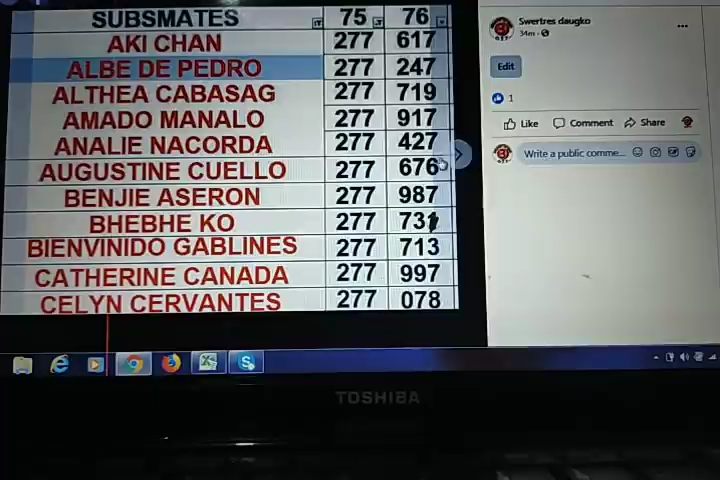 SUBSMATES 75 76
AKI CHAN 277 617
ALBE DE PEDRO 277 247
ALTHEA CABASAG 277 719
AMADO MANALO 277 917
ANALIE NACORDA 277 427
AUGUSTINE CUELLO 277 676
BENJIE ASERON 277 987
BHEBHE KO 277 731
BIENVINIDO GABLINES 277 713
CATHERINE CANADA 277 997
CELYN CERVANTES 277 078
Swertres daugko
34m
Edit
1
Like Comment Share
Write a public comme...
TOSHIBA